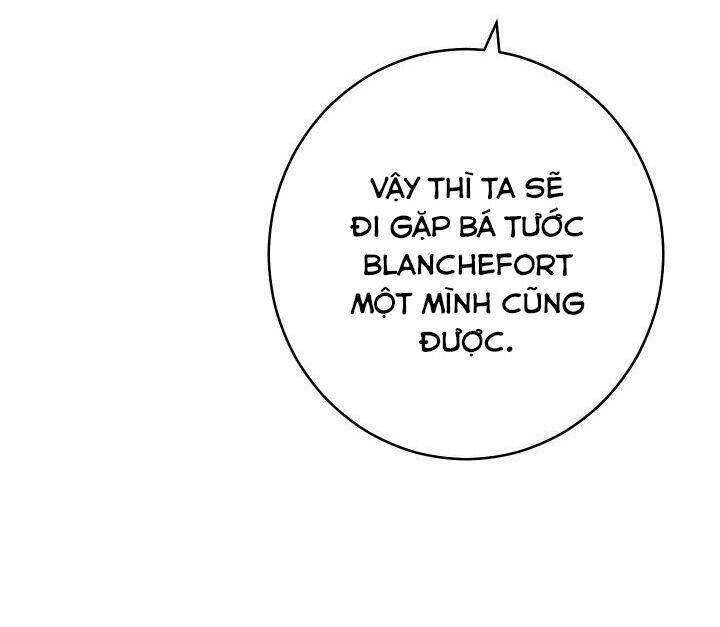 VẬY THÌ TA SẼ
ĐI GẶP BÁ TƯỚC
BLANCHEFORT
MỘT MÌNH CŨNG
ĐƯỢC.